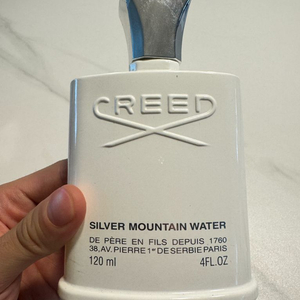 CREED
SILVER MOUNTAIN WATER
DE PÈRE EN FILS DEPUIS 1760
38, AV. PIERRE 1er DE SERBIE PARIS
120 ml 4FL.OZ